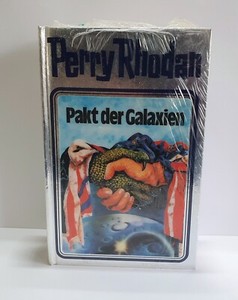 Perry Rhodan
Pakt der Galaxien